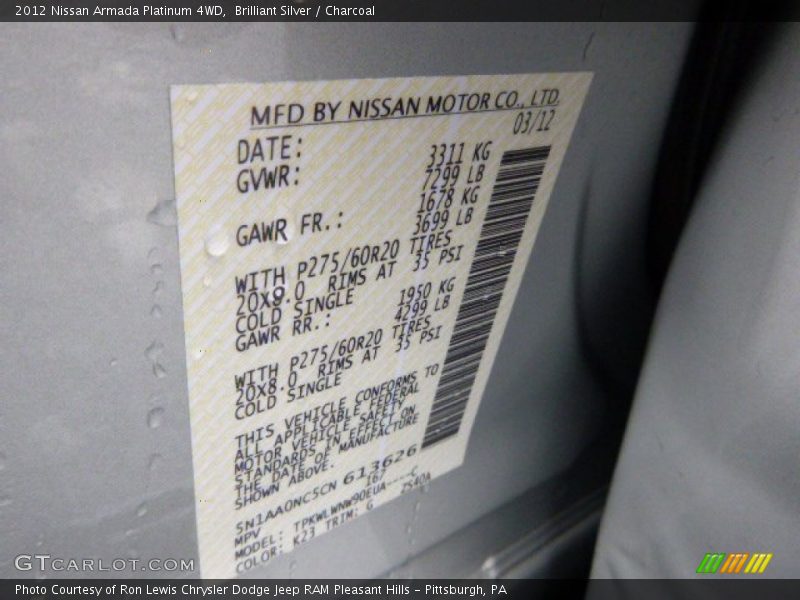 2012 Nissan Armada Platinum 4WD,  Brilliant Silver / Charcoal
MFD BY NISSAN MOTOR CO., LTD.
DATE: 03/12
GVWR: 3311 KG
7299 LB
GAWR FR.: 1678 KG
3699 LB
WITH P275/60R20 TIRES
20X8.0 RIMS AT 35 PSI
COLD SINGLE
GAWR RR.: 1950 KG
4299 LB
WITH P275/60R20 TIRES
20X8.0 RIMS AT 35 PSI
COLD SINGLE
THIS VEHICLE CONFORMS TO
ALL APPLICABLE FEDERAL
MOTOR VEHICLE SAFETY
STANDARDS IN EFFECT ON
THE DATE OF MANUFACTURE
SHOWN ABOVE.
5N1AA0NC5CN 613626
MPV 167
MODEL: TPKWLWNW90EUA----C
COLOR: K23 TRIM: G ZS40A
GTCARLOT.COM
Photo Courtesy of Ron Lewis Chrysler Dodge Jeep RAM Pleasant Hills - Pittsburgh, PA